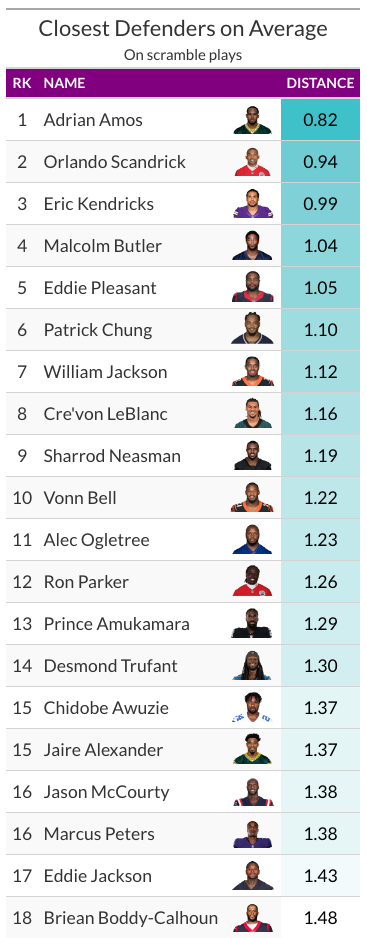 Closest Defenders on Average
On scramble plays
RK NAME DISTANCE
1 Adrian Amos 0.82
2 Orlando Scandrick 0.94
3 Eric Kendricks 0.99
4 Malcolm Butler 1.04
5 Eddie Pleasant 1.05
6 Patrick Chung 1.10
7 William Jackson 1.12
8 Cre'von LeBlanc 1.16
9 Sharrod Neasman 1.19
10 Vonn Bell 1.22
11 Alec Ogletree 1.23
12 Ron Parker 1.26
13 Prince Amukamara 1.29
14 Desmond Trufant 1.30
15 Chidobe Awuzie 1.37
15 Jaire Alexander 1.37
16 Jason McCourty 1.38
16 Marcus Peters 1.38
17 Eddie Jackson 1.43
18 Briean Boddy-Calhoun 1.48